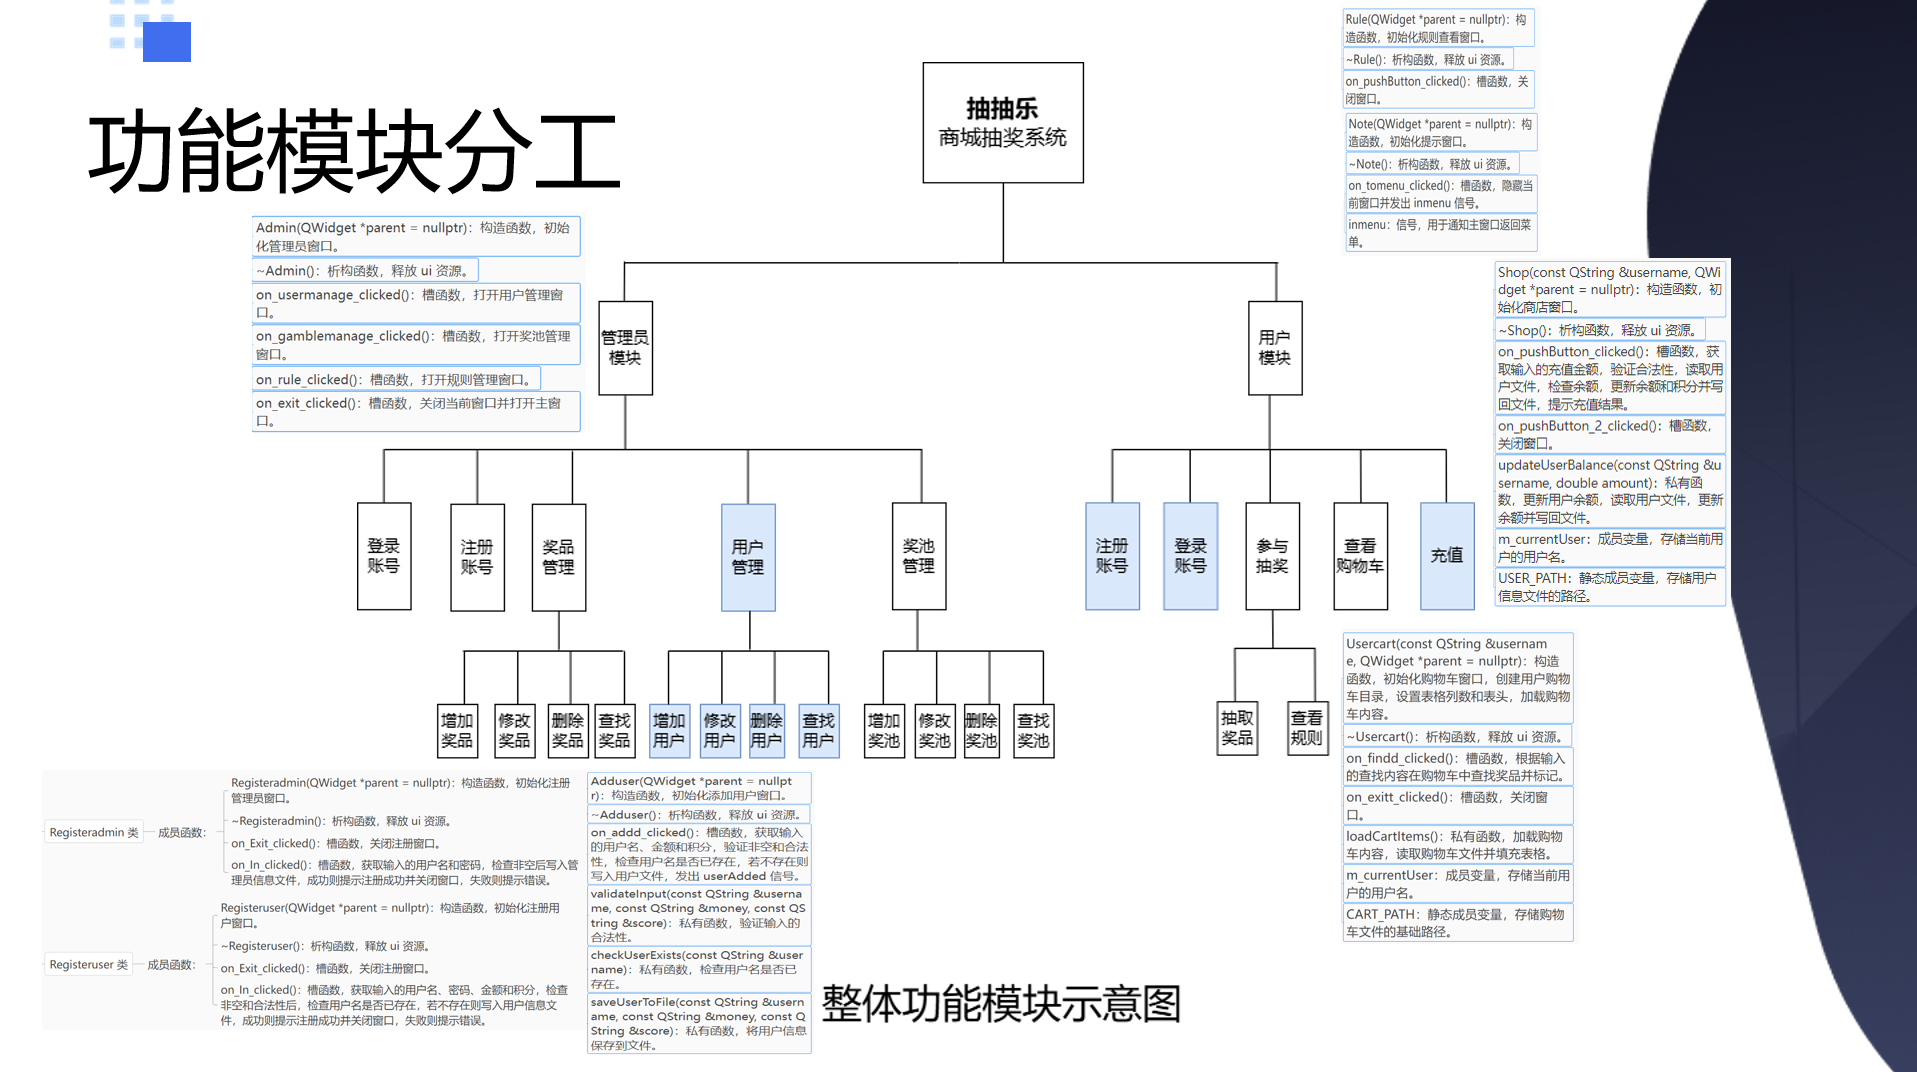 功能模块分工
抽抽乐
商城抽奖系统
Rule(QWidget *parent = nullptr)：构
造函数，初始化规则查看窗口。
~Rule()：析构函数，释放 ui 资源。
on_pushButton_clicked()：槽函数，关
闭窗口。
Note(QWidget *parent = nullptr)：构
造函数，初始化提示窗口。
~Note()：析构函数，释放 ui 资源。
on_tomenu_clicked()：槽函数，隐藏当
前窗口并发出 inmenu 信号。
inmenu：信号，用于通知主窗口返回菜
单。
Admin(QWidget *parent = nullptr)：构造函数，初始
化管理员窗口。
~Admin()：析构函数，释放 ui 资源。
on_usermanage_clicked()：槽函数，打开用户管理窗
口。
on_gamblemanage_clicked()：槽函数，打开奖池管理
窗口。
on_rule_clicked()：槽函数，打开规则管理窗口。
on_exit_clicked()：槽函数，关闭当前窗口并打开主窗
口。
管理员
模块
用户
模块
Shop(const QString &username, QWi
dget *parent = nullptr)：构造函数，初
始化商店窗口。
~Shop()：析构函数，释放 ui 资源。
on_pushButton_clicked()：槽函数，获
取输入的充值金额，验证合法性，读取用
户文件，检查余额，更新余额和积分并写
回文件，提示充值结果。
on_pushButton_2_clicked()：槽函数，
关闭窗口。
updateUserBalance(const QString &u
sername, double amount)：私有函
数，更新用户余额，读取用户文件，更新
余额并写回文件。
m_currentUser：成员变量，存储当前用
户的用户名。
USER_PATH：静态成员变量，存储用户
信息文件的路径。
登录
账号
注册
账号
奖品
管理
用户
管理
奖池
管理
注册
账号
登录
账号
参与
抽奖
查看
购物车
充值
增加
奖品
修改
奖品
删除
奖品
查找
奖品
增加
用户
修改
用户
删除
用户
查找
用户
增加
奖池
修改
奖池
删除
奖池
查找
奖池
抽取
奖品
查看
规则
Usercart(const QString &usernam
e, QWidget *parent = nullptr)：构造
函数，初始化购物车窗口，创建用户购物
车目录，设置表格列数和表头，加载购物
车内容。
~Usercart()：析构函数，释放 ui 资源。
on_findd_clicked()：槽函数，根据输入
的查找内容在购物车中查找奖品并标记。
on_exitt_clicked()：槽函数，关闭窗
口。
loadCartItems()：私有函数，加载购物
车内容，读取购物车文件并填充表格。
m_currentUser：成员变量，存储当前用
户的用户名。
CART_PATH：静态成员变量，存储购物
车文件的基础路径。
Registeradmin 类
成员函数：
Registeradmin(QWidget *parent = nullptr)：构造函数，初始化注册
管理员窗口。
~Registeradmin()：析构函数，释放 ui 资源。
on_Exit_clicked()：槽函数，关闭注册窗口。
on_In_clicked()：槽函数，获取输入的用户名和密码，检查非空后写入管
理员信息文件，成功则提示注册成功并关闭窗口，失败则提示错误。
Registeruser 类
成员函数：
Registeruser(QWidget *parent = nullptr)：构造函数，初始化注册用
户窗口。
~Registeruser()：析构函数，释放 ui 资源。
on_Exit_clicked()：槽函数，关闭注册窗口。
on_In_clicked()：槽函数，获取输入的用户名、密码、金额和积分，检查
非空和合法性后，检查用户名是否已存在，若不存在则写入用户信息文
件，成功则提示注册成功并关闭窗口，失败则提示错误。
Adduser(QWidget *parent = nullpt
r)：构造函数，初始化添加用户窗口。
~Adduser()：析构函数，释放 ui 资源。
on_addd_clicked()：槽函数，获取输入
的用户名、金额和积分，验证非空和合法
性，检查用户名是否已存在，若不存在则
写入用户文件，发出 userAdded 信号。
validateInput(const QString &userna
me, const QString &money, const QS
tring &score)：私有函数，验证输入的
合法性。
checkUserExists(const QString &user
name)：私有函数，检查用户名是否已
存在。
saveUserToFile(const QString &usern
ame, const QString &money, const Q
String &score)：私有函数，将用户信息
保存到文件。
整体功能模块示意图